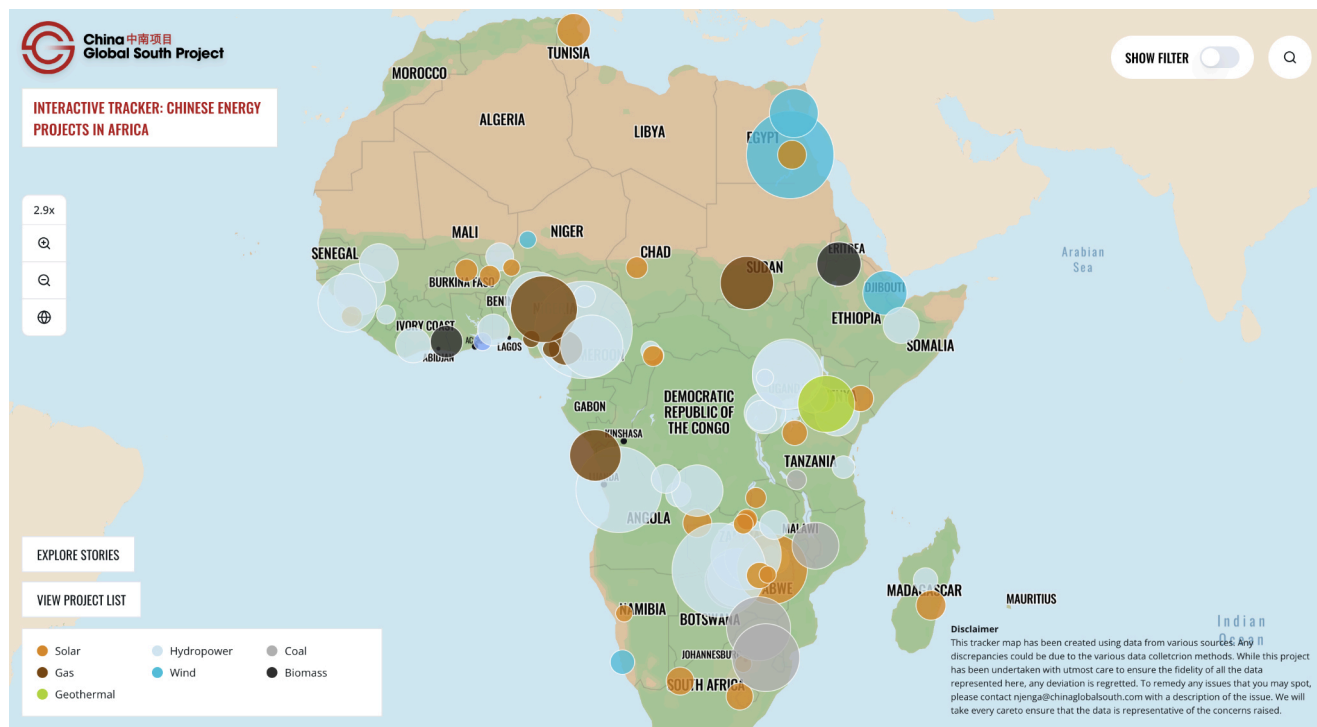 China 中南项目
Global South Project
INTERACTIVE TRACKER: CHINESE ENERGY
PROJECTS IN AFRICA
SHOW FILTER
2.9x
TUNISIA
MOROCCO
ALGERIA
LIBYA
EGYPT
MALI
NIGER
CHAD
SENEGAL
SUDAN
ERITREA
BURKINA FASO
DJIBOUTI
BENI
IVORY COAST
ETHIOPIA
SOMALIA
LAGOS
ABIDJAN
Arabian
Sea
GABON
DEMOCRATIC
REPUBLIC OF
THE CONGO
KINSHASA
TANZANIA
ANGOLA
MALAWI
MADAGASCAR
MAURITIUS
NAMIBIA
BOTSWANA
JOHANNESBU
SOUTH AFRICA
Indian
Ocean
EXPLORE STORIES
VIEW PROJECT LIST
Solar
Hydropower
Coal
Gas
Wind
Biomass
Geothermal
Disclaimer
This tracker map has been created using data from various sources. Any
discrepancies could be due to the various data colletcrion methods. While this project
has been undertaken with utmost care to ensure the fidelity of all the data
represented here, any deviation is regretted. To remedy any issues that you may spot,
please contact njenga@chinaglobalsouth.com with a description of the issue. We will
take every careto ensure that the data is representative of the concerns raised.